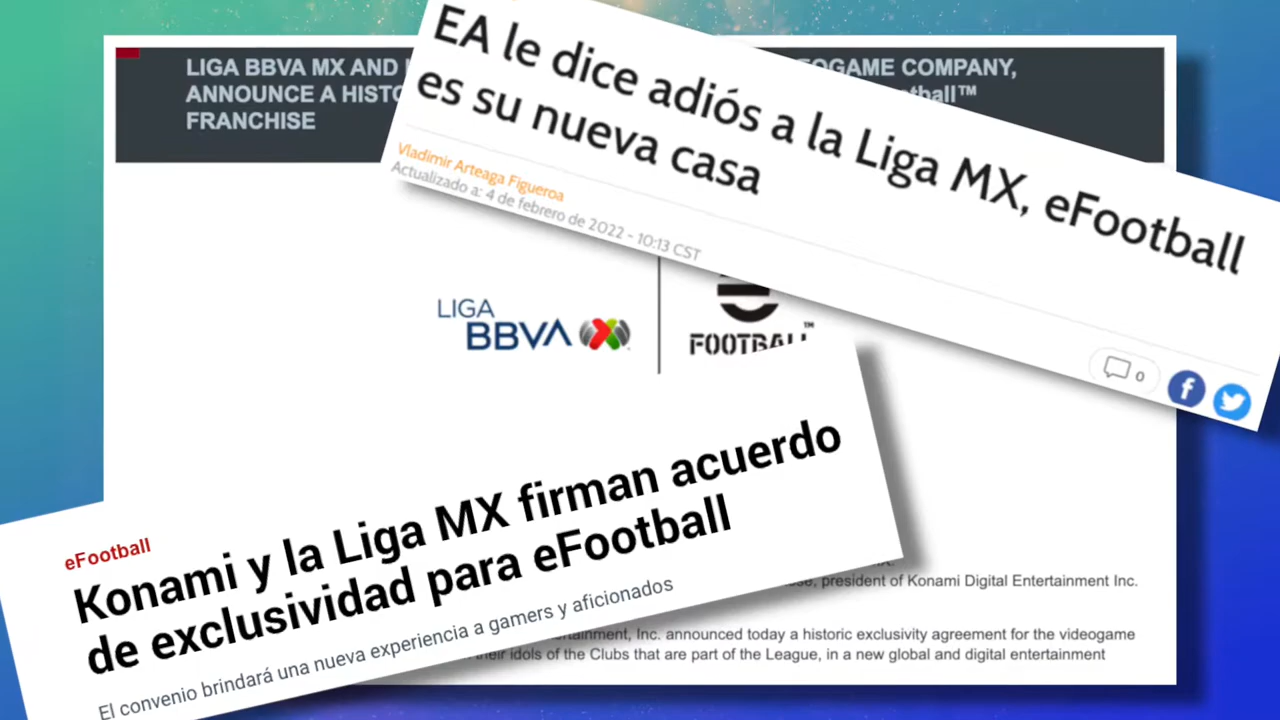 LIGA BBVA MX AND
OGAME COMPANY,
ANNOUNCE A HISTO
tball™
FRANCHISE
EA le dice adiós a la Liga MX, eFootball
es su nueva casa
Vladimir Arteaga Figueroa
Actualizado a: 4 de febrero de 2022 - 10:13 CST
0
LIGA
BBVA
FOOTBALL™
eFootball
Konami y la Liga MX firman acuerdo
de exclusividad para eFootball
El convenio brindará una nueva experiencia a gamers y aficionados
president of Konami Digital Entertainment Inc.
Inc. announced today a historic exclusivity agreement for the videogame
their idols of the Clubs that are part of the League, in a new global and digital entertainment